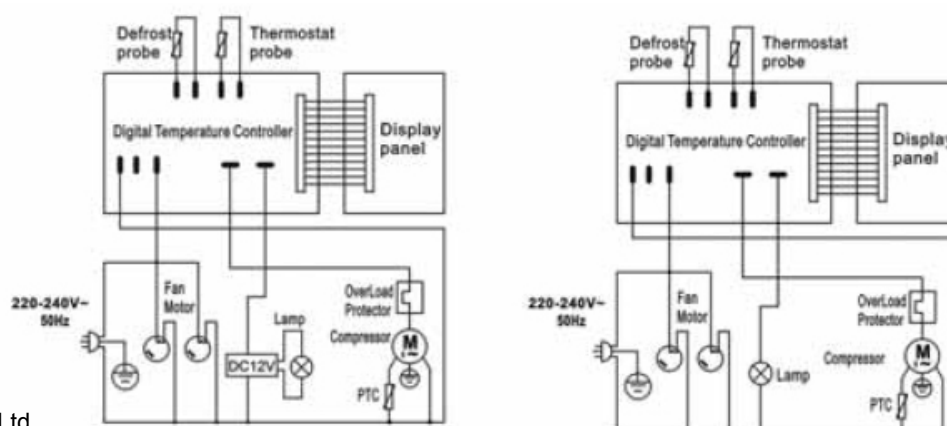 Defrost
probe
Thermostat
probe
Digital Temperature Controller
Display
panel
220-240V~
50Hz
Fan
Motor
Lamp
DC12V
OverLoad
Protector
Compressor
M
1~
PTC
Ltd
Defrost
probe
Thermostat
probe
Digital Temperature Controller
Display
panel
220-240V~
50Hz
Fan
Motor
Lamp
OverLoad
Protector
Compressor
M
1~
PTC